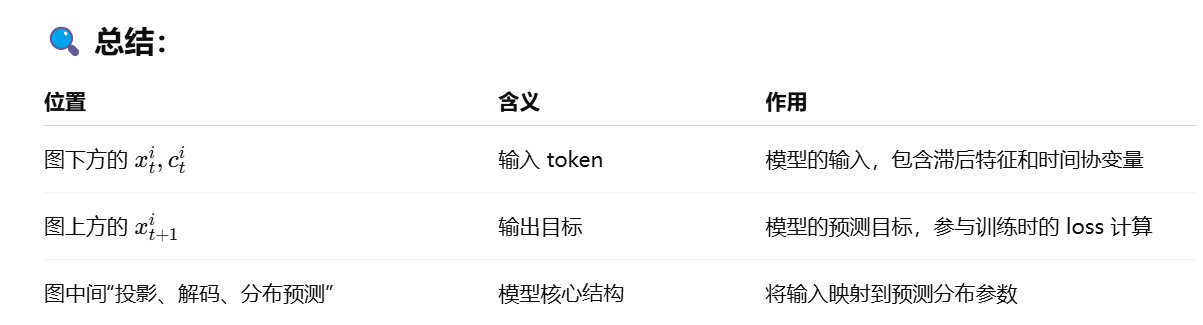 🔍 总结：
位置 含义 作用
图下方的 $x_t^i, c_t^i$ 输入 token 模型的输入，包含滞后特征和时间协变量
图上方的 $x_{t+1}^i$ 输出目标 模型的预测目标，参与训练时的 loss 计算
图中间“投影、解码、分布预测” 模型核心结构 将输入映射到预测分布参数